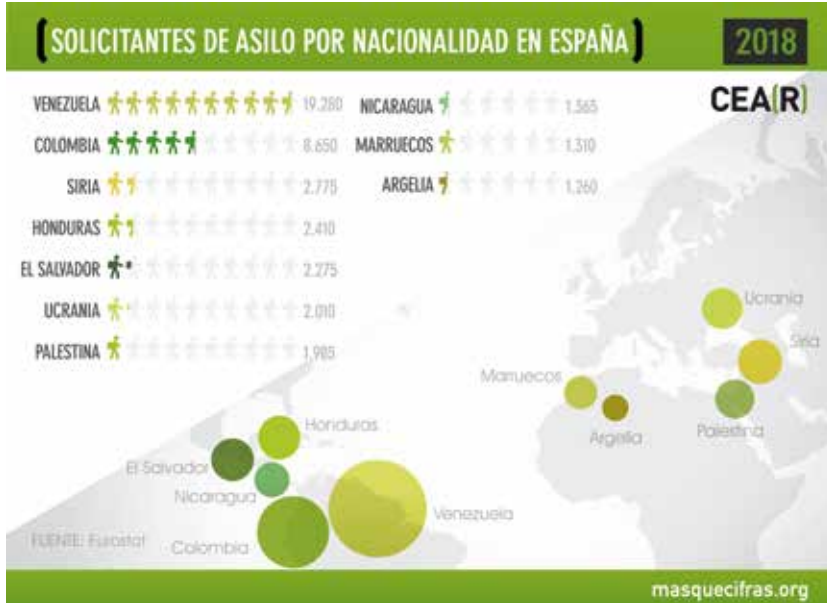 (SOLICITANTES DE ASILO POR NACIONALIDAD EN ESPAÑA)
2018
CEA(R)
VENEZUELA 19.280
COLOMBIA 8.650
SIRIA 2.775
HONDURAS 2.410
EL SALVADOR 2.275
UCRANIA 2.010
PALESTINA 1.985
NICARAGUA 1.365
MARRUECOS 1.310
ARGELIA 1.260
Ucrania
Siria
Marruecos
Argelia
Palestina
Honduras
El Salvador
Nicaragua
Venezuela
Colombia
FUENTE: Eurostat
masquecifras.org